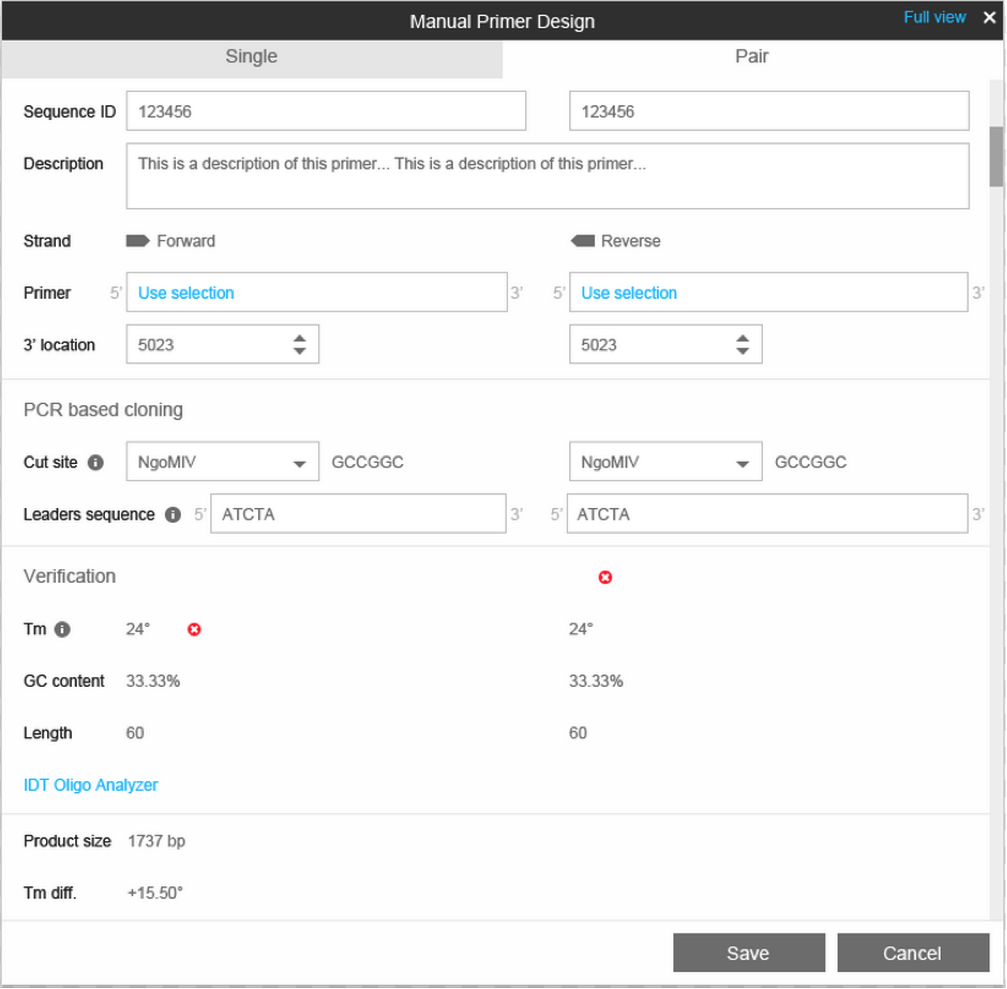 Manual Primer Design
Full view
Single Pair
Sequence ID 123456 123456
Description This is a description of this primer... This is a description of this primer...
Strand Forward Reverse
Primer 5' Use selection 3' 5' Use selection 3'
3' location 5023 5023
PCR based cloning
Cut site NgoMIV GCCGGC NgoMIV GCCGGC
Leaders sequence 5' ATCTA 3' 5' ATCTA 3'
Verification
Tm 24° 24°
GC content 33.33% 33.33%
Length 60 60
IDT Oligo Analyzer
Product size 1737 bp
Tm diff. +15.50°
Save Cancel